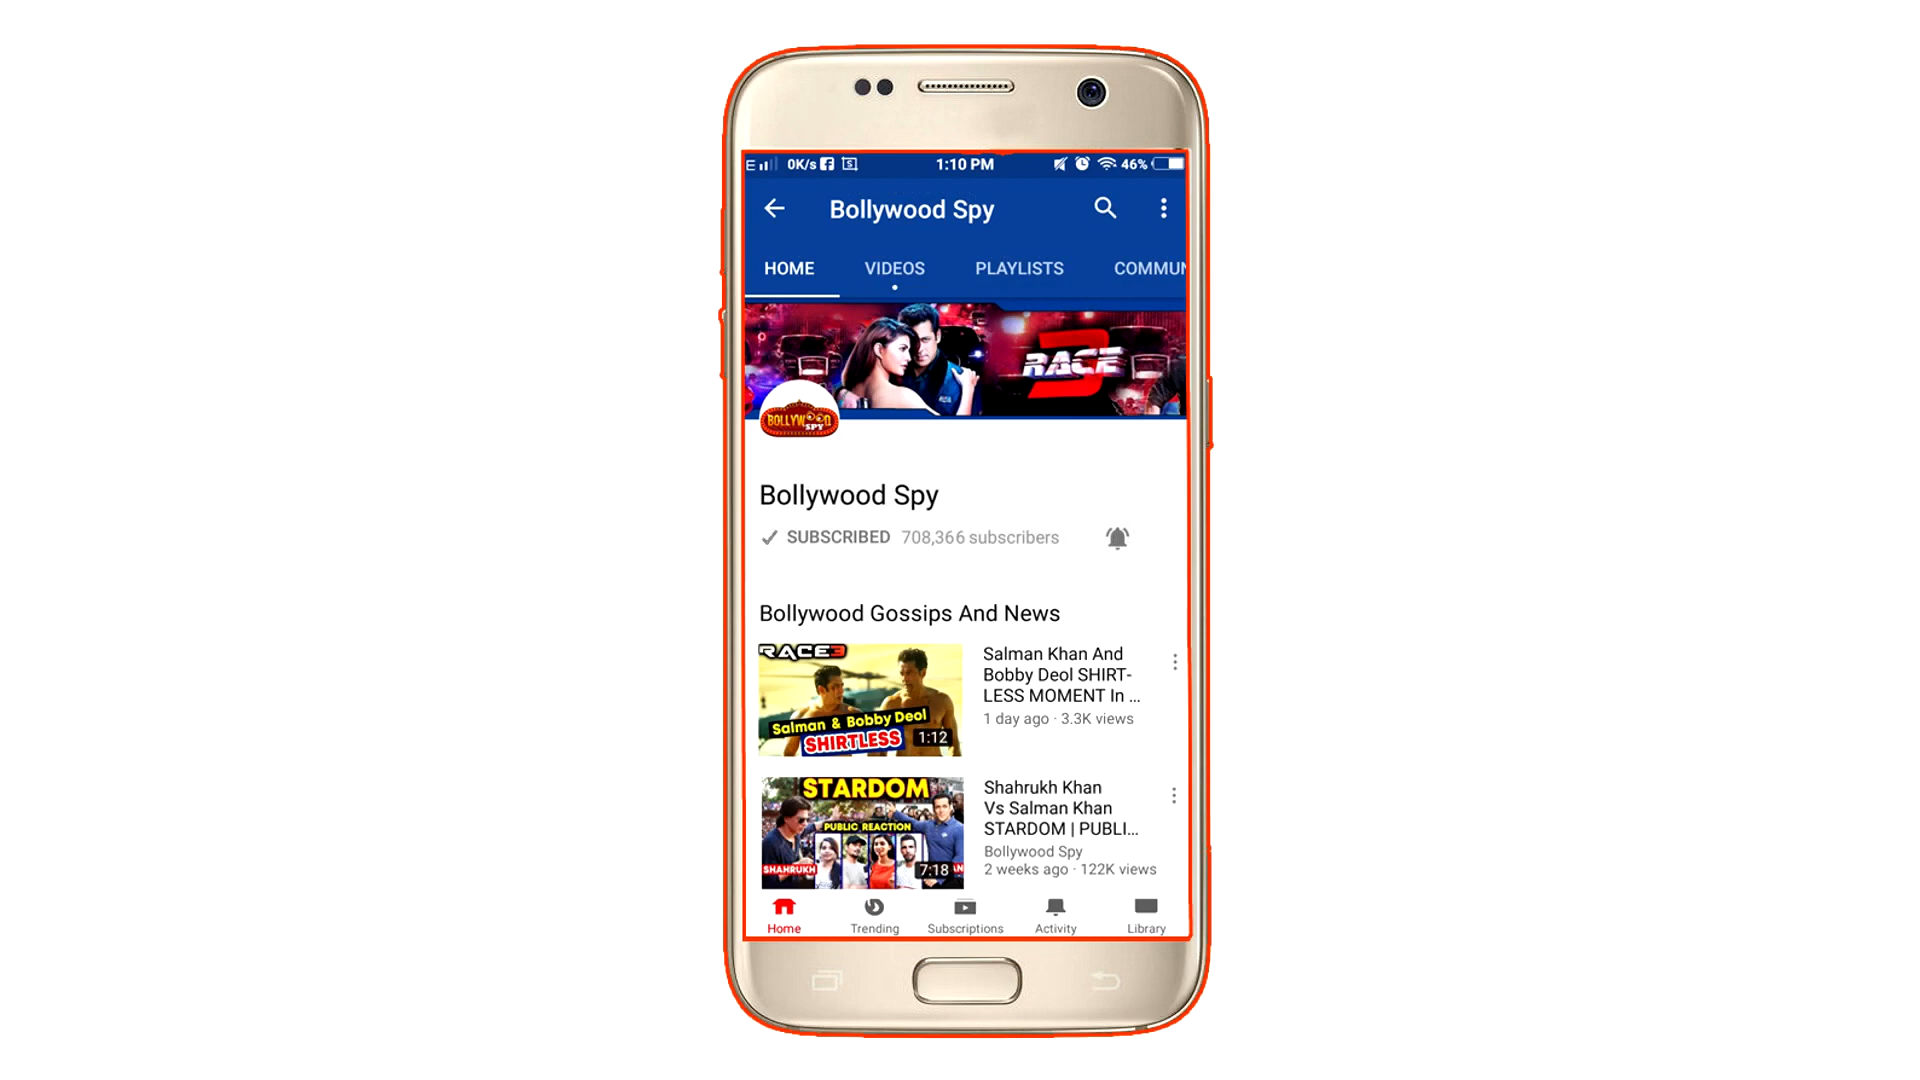 E 0K/s 1:10 PM 46%
Bollywood Spy
HOME VIDEOS PLAYLISTS COMMUN
RACE 3
BOLLYWOOD
SPY
Bollywood Spy
SUBSCRIBED 708,366 subscribers
Bollywood Gossips And News
RACE3
Salman & Bobby Deol
SHIRTLESS
1:12
Salman Khan And
Bobby Deol SHIRT-
LESS MOMENT In ...
1 day ago · 3.3K views
STARDOM
PUBLIC REACTION
SHAHRUKH
7:18
Shahrukh Khan
Vs Salman Khan
STARDOM | PUBLI...
Bollywood Spy
2 weeks ago · 122K views
Home Trending Subscriptions Activity Library